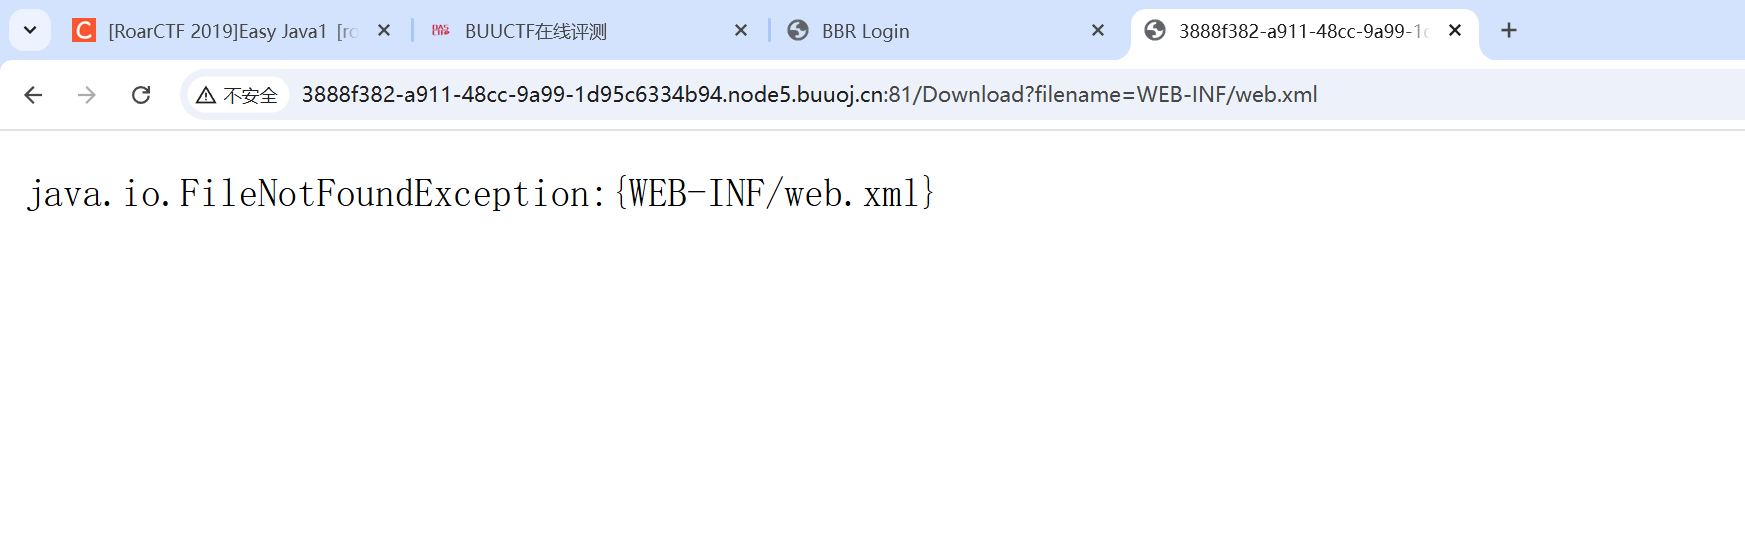 [RoarCTF 2019]Easy Java1 [ro
BUUCTF在线评测
BBR Login
3888f382-a911-48cc-9a99-1
不安全
3888f382-a911-48cc-9a99-1d95c6334b94.node5.buuoj.cn:81/Download?filename=WEB-INF/web.xml
java.io.FileNotFoundException:{WEB-INF/web.xml}